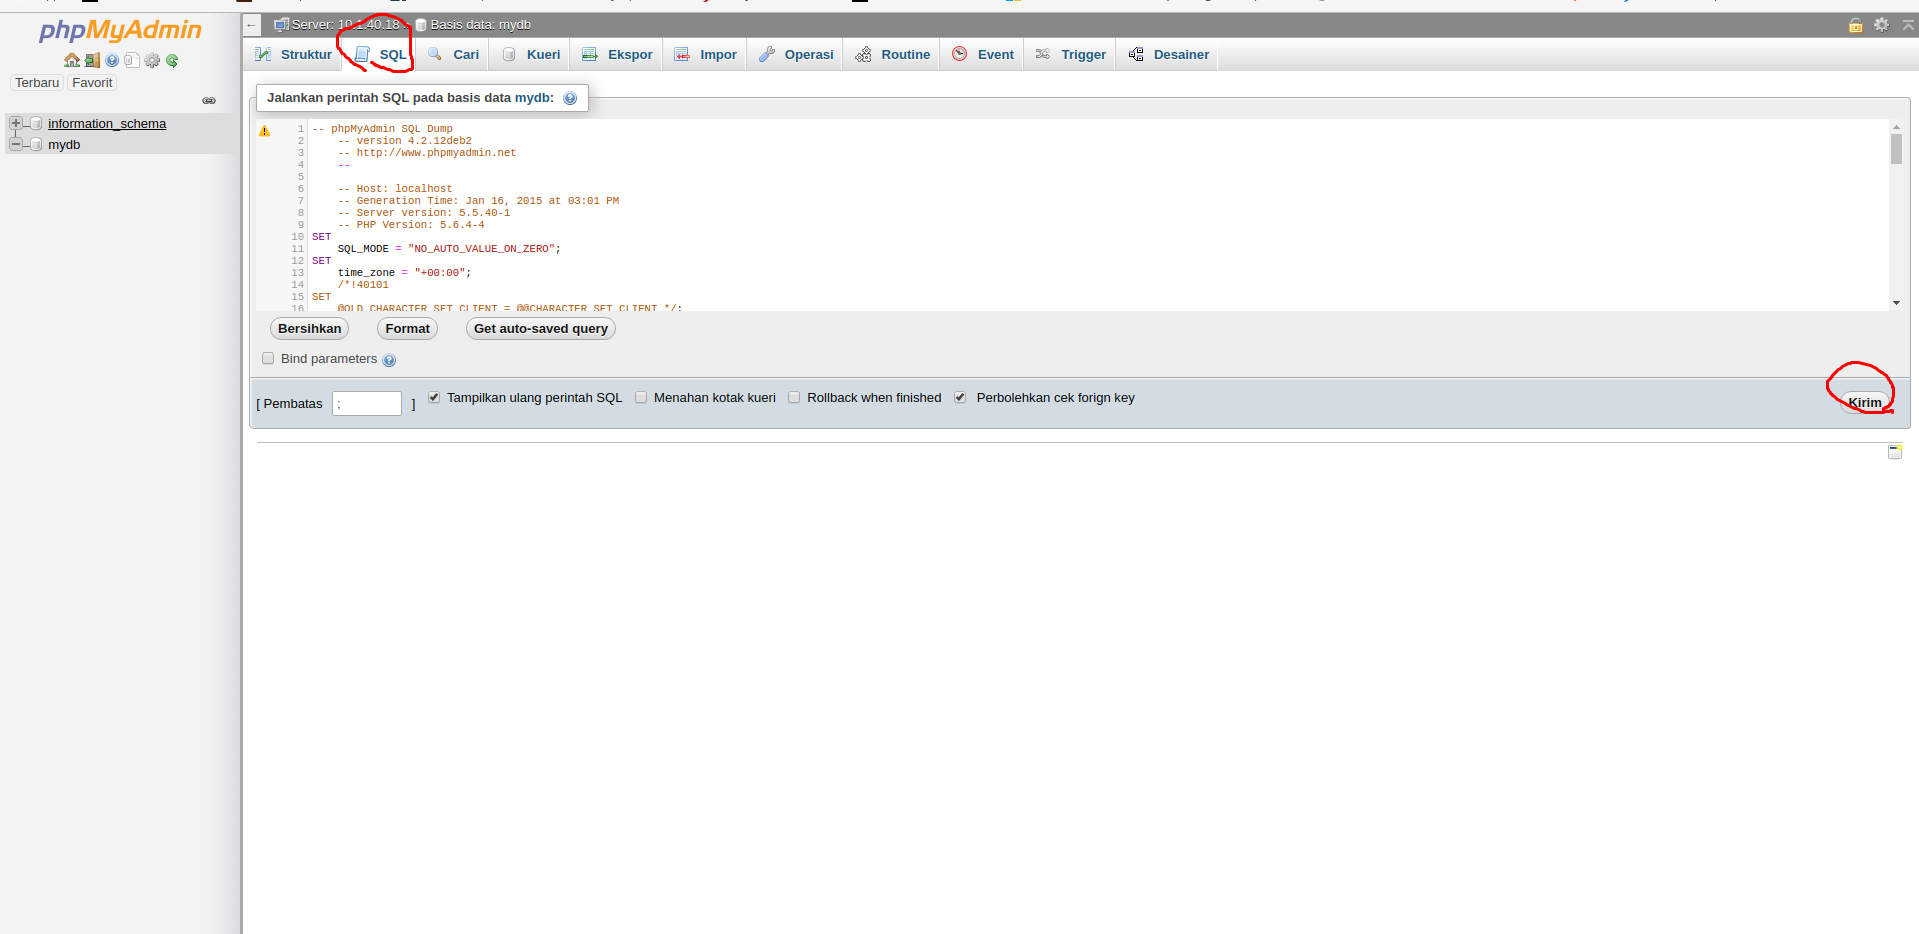 phpMyAdmin
Terbaru Favorit
information_schema
mydb
Server: 10.1.40.18 » Basis data: mydb
Struktur SQL Cari Kueri Ekspor Impor Operasi Routine Event Trigger Desainer
Jalankan perintah SQL pada basis data mydb:
1 -- phpMyAdmin SQL Dump
2 -- version 4.2.12deb2
3 -- http://www.phpmyadmin.net
4 --
5
6 -- Host: localhost
7 -- Generation Time: Jan 16, 2015 at 03:01 PM
8 -- Server version: 5.5.40-1
9 -- PHP Version: 5.6.4-4
10 SET
11 SQL_MODE = "NO_AUTO_VALUE_ON_ZERO";
12 SET
13 time_zone = "+00:00";
14 /*!40101
15 SET
16 @OLD_CHARACTER_SET_CLIENT = @@CHARACTER_SET_CLIENT */;
Bersihkan Format Get auto-saved query
Bind parameters
[ Pembatas ; ] Tampilkan ulang perintah SQL Menahan kotak kueri Rollback when finished Perbolehkan cek forign key
Kirim